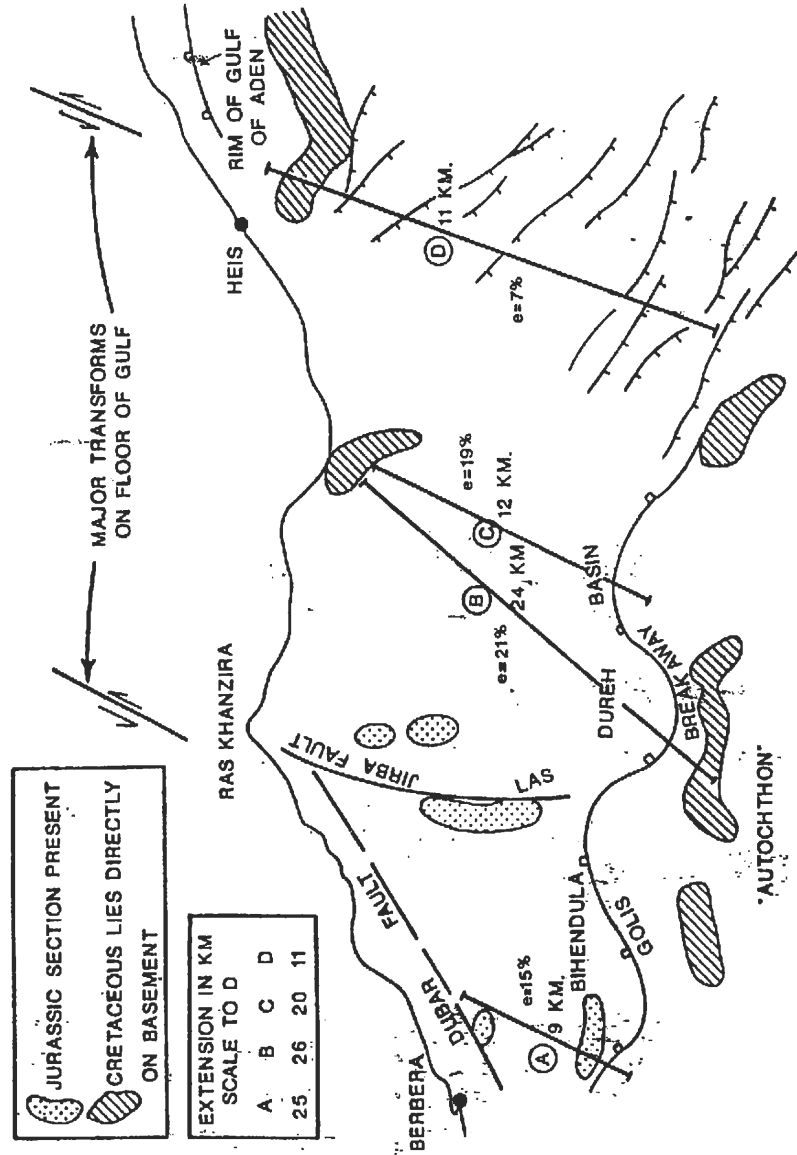 JURASSIC SECTION PRESENT
CRETACEOUS LIES DIRECTLY
ON BASEMENT
EXTENSION IN KM
SCALE TO D
A B C D
25 26 20 11
MAJOR TRANSFORMS
ON FLOOR OF GULF
RAS KHANZIRA
HEIS
RIM OF GULF
OF ADEN
BERBERA
DUBAR FAULT
JIRBA FAULT
LAS
A
9 KM.
e=15%
BIHENDULA
GOLIS
B
24 KM
e=21%
C
12 KM.
e=19%
D
11 KM.
e=7%
DUREH BASIN
BREAK AWAY
"AUTOCHTHON"